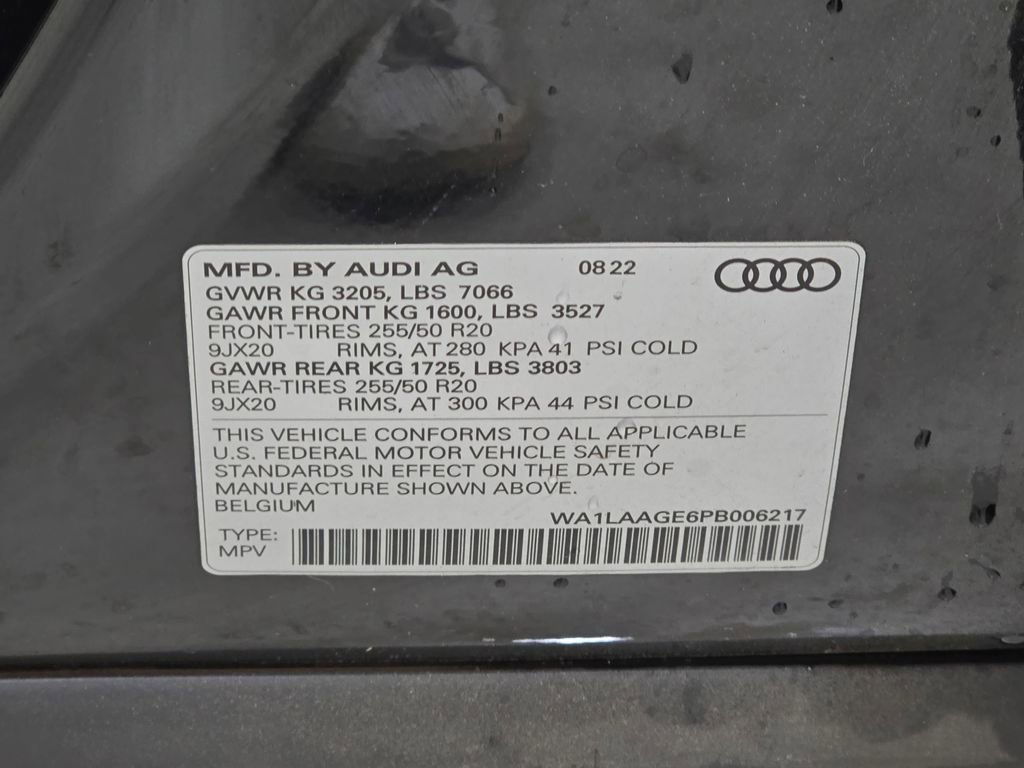 MFD. BY AUDI AG 08 22
GVWR KG 3205, LBS 7066
GAWR FRONT KG 1600, LBS 3527
FRONT-TIRES 255/50 R20
9JX20 RIMS, AT 280 KPA 41 PSI COLD
GAWR REAR KG 1725, LBS 3803
REAR-TIRES 255/50 R20
9JX20 RIMS, AT 300 KPA 44 PSI COLD
THIS VEHICLE CONFORMS TO ALL APPLICABLE
U.S. FEDERAL MOTOR VEHICLE SAFETY
STANDARDS IN EFFECT ON THE DATE OF
MANUFACTURE SHOWN ABOVE.
BELGIUM
WA1LAAGE6PB006217
TYPE:
MPV